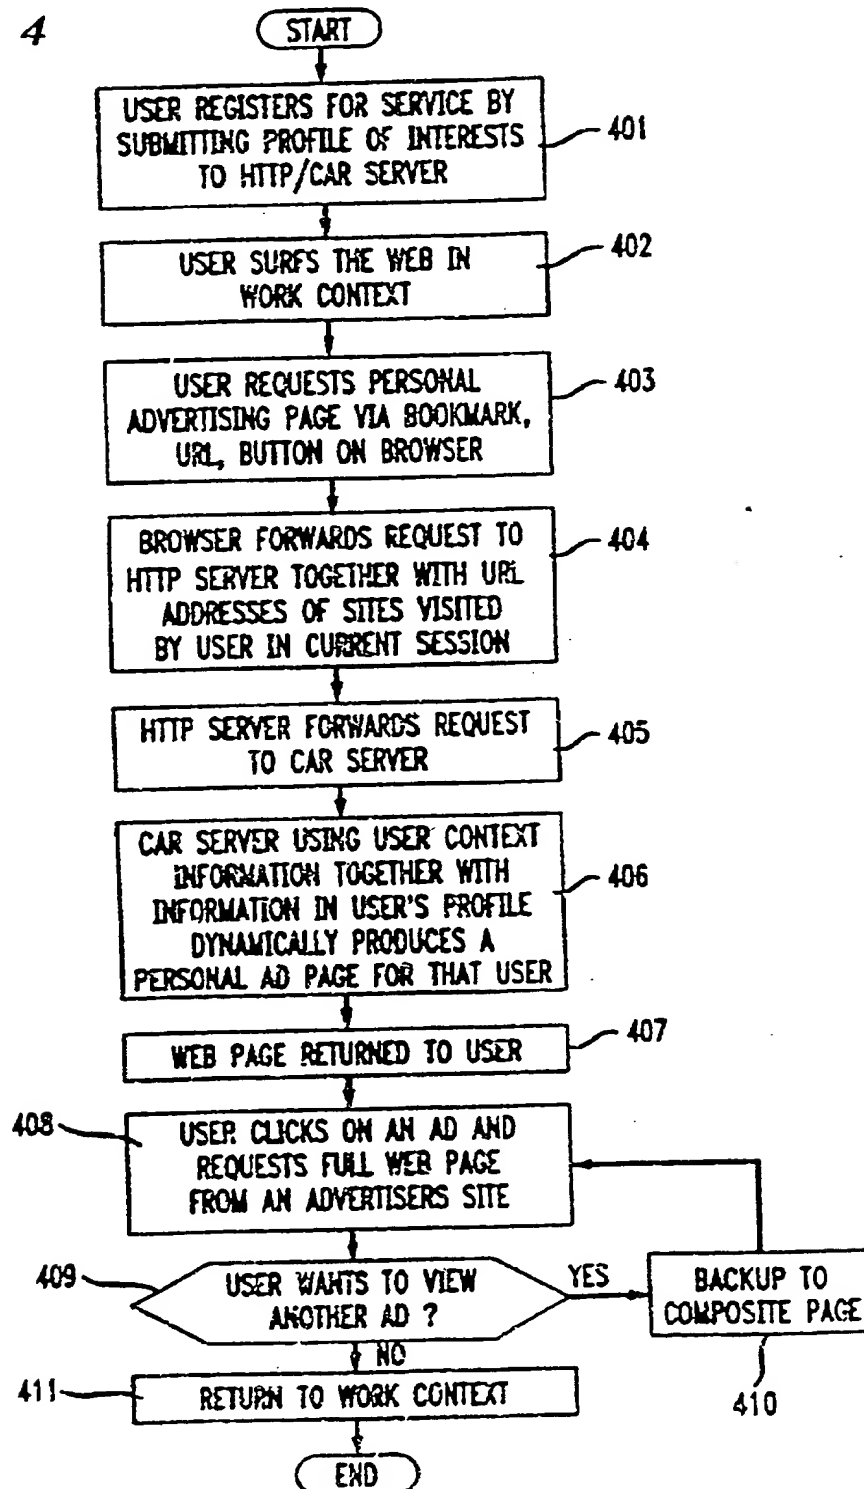 4
START
USER REGISTERS FOR SERVICE BY
SUBMITTING PROFILE OF INTERESTS
TO HTTP/CAR SERVER
401
USER SURFS THE WEB IN
WORK CONTEXT
402
USER REQUESTS PERSONAL
ADVERTISING PAGE VIA BOOKMARK,
URL, BUTTON ON BROWSER
403
BROWSER FORWARDS REQUEST TO
HTTP SERVER TOGETHER WITH URL
ADDRESSES OF SITES VISITED
BY USER IN CURRENT SESSION
404
HTTP SERVER FORWARDS REQUEST
TO CAR SERVER
405
CAR SERVER USING USER CONTEXT
INFORMATION TOGETHER WITH
INFORMATION IN USER'S PROFILE
DYNAMICALLY PRODUCES A
PERSONAL AD PAGE FOR THAT USER
406
WEB PAGE RETURNED TO USER
407
408
USER CLICKS ON AN AD AND
REQUESTS FULL WEB PAGE
FROM AN ADVERTISERS SITE
409
USER WANTS TO VIEW
ANOTHER AD ?
YES
BACKUP TO
COMPOSITE PAGE
410
NO
411
RETURN TO WORK CONTEXT
END